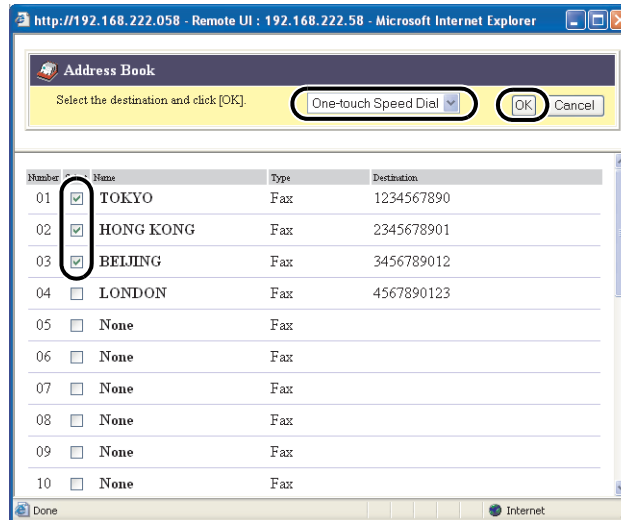 http://192.168.222.058 - Remote UI : 192.168.222.58 - Microsoft Internet Explorer
Address Book
Select the destination and click [OK]. One-touch Speed Dial OK Cancel
Number Select Name Type Destination
01 TOKYO Fax 1234567890
02 HONG KONG Fax 2345678901
03 BEIJING Fax 3456789012
04 LONDON Fax 4567890123
05 None Fax
06 None Fax
07 None Fax
08 None Fax
09 None Fax
10 None Fax
Done Internet